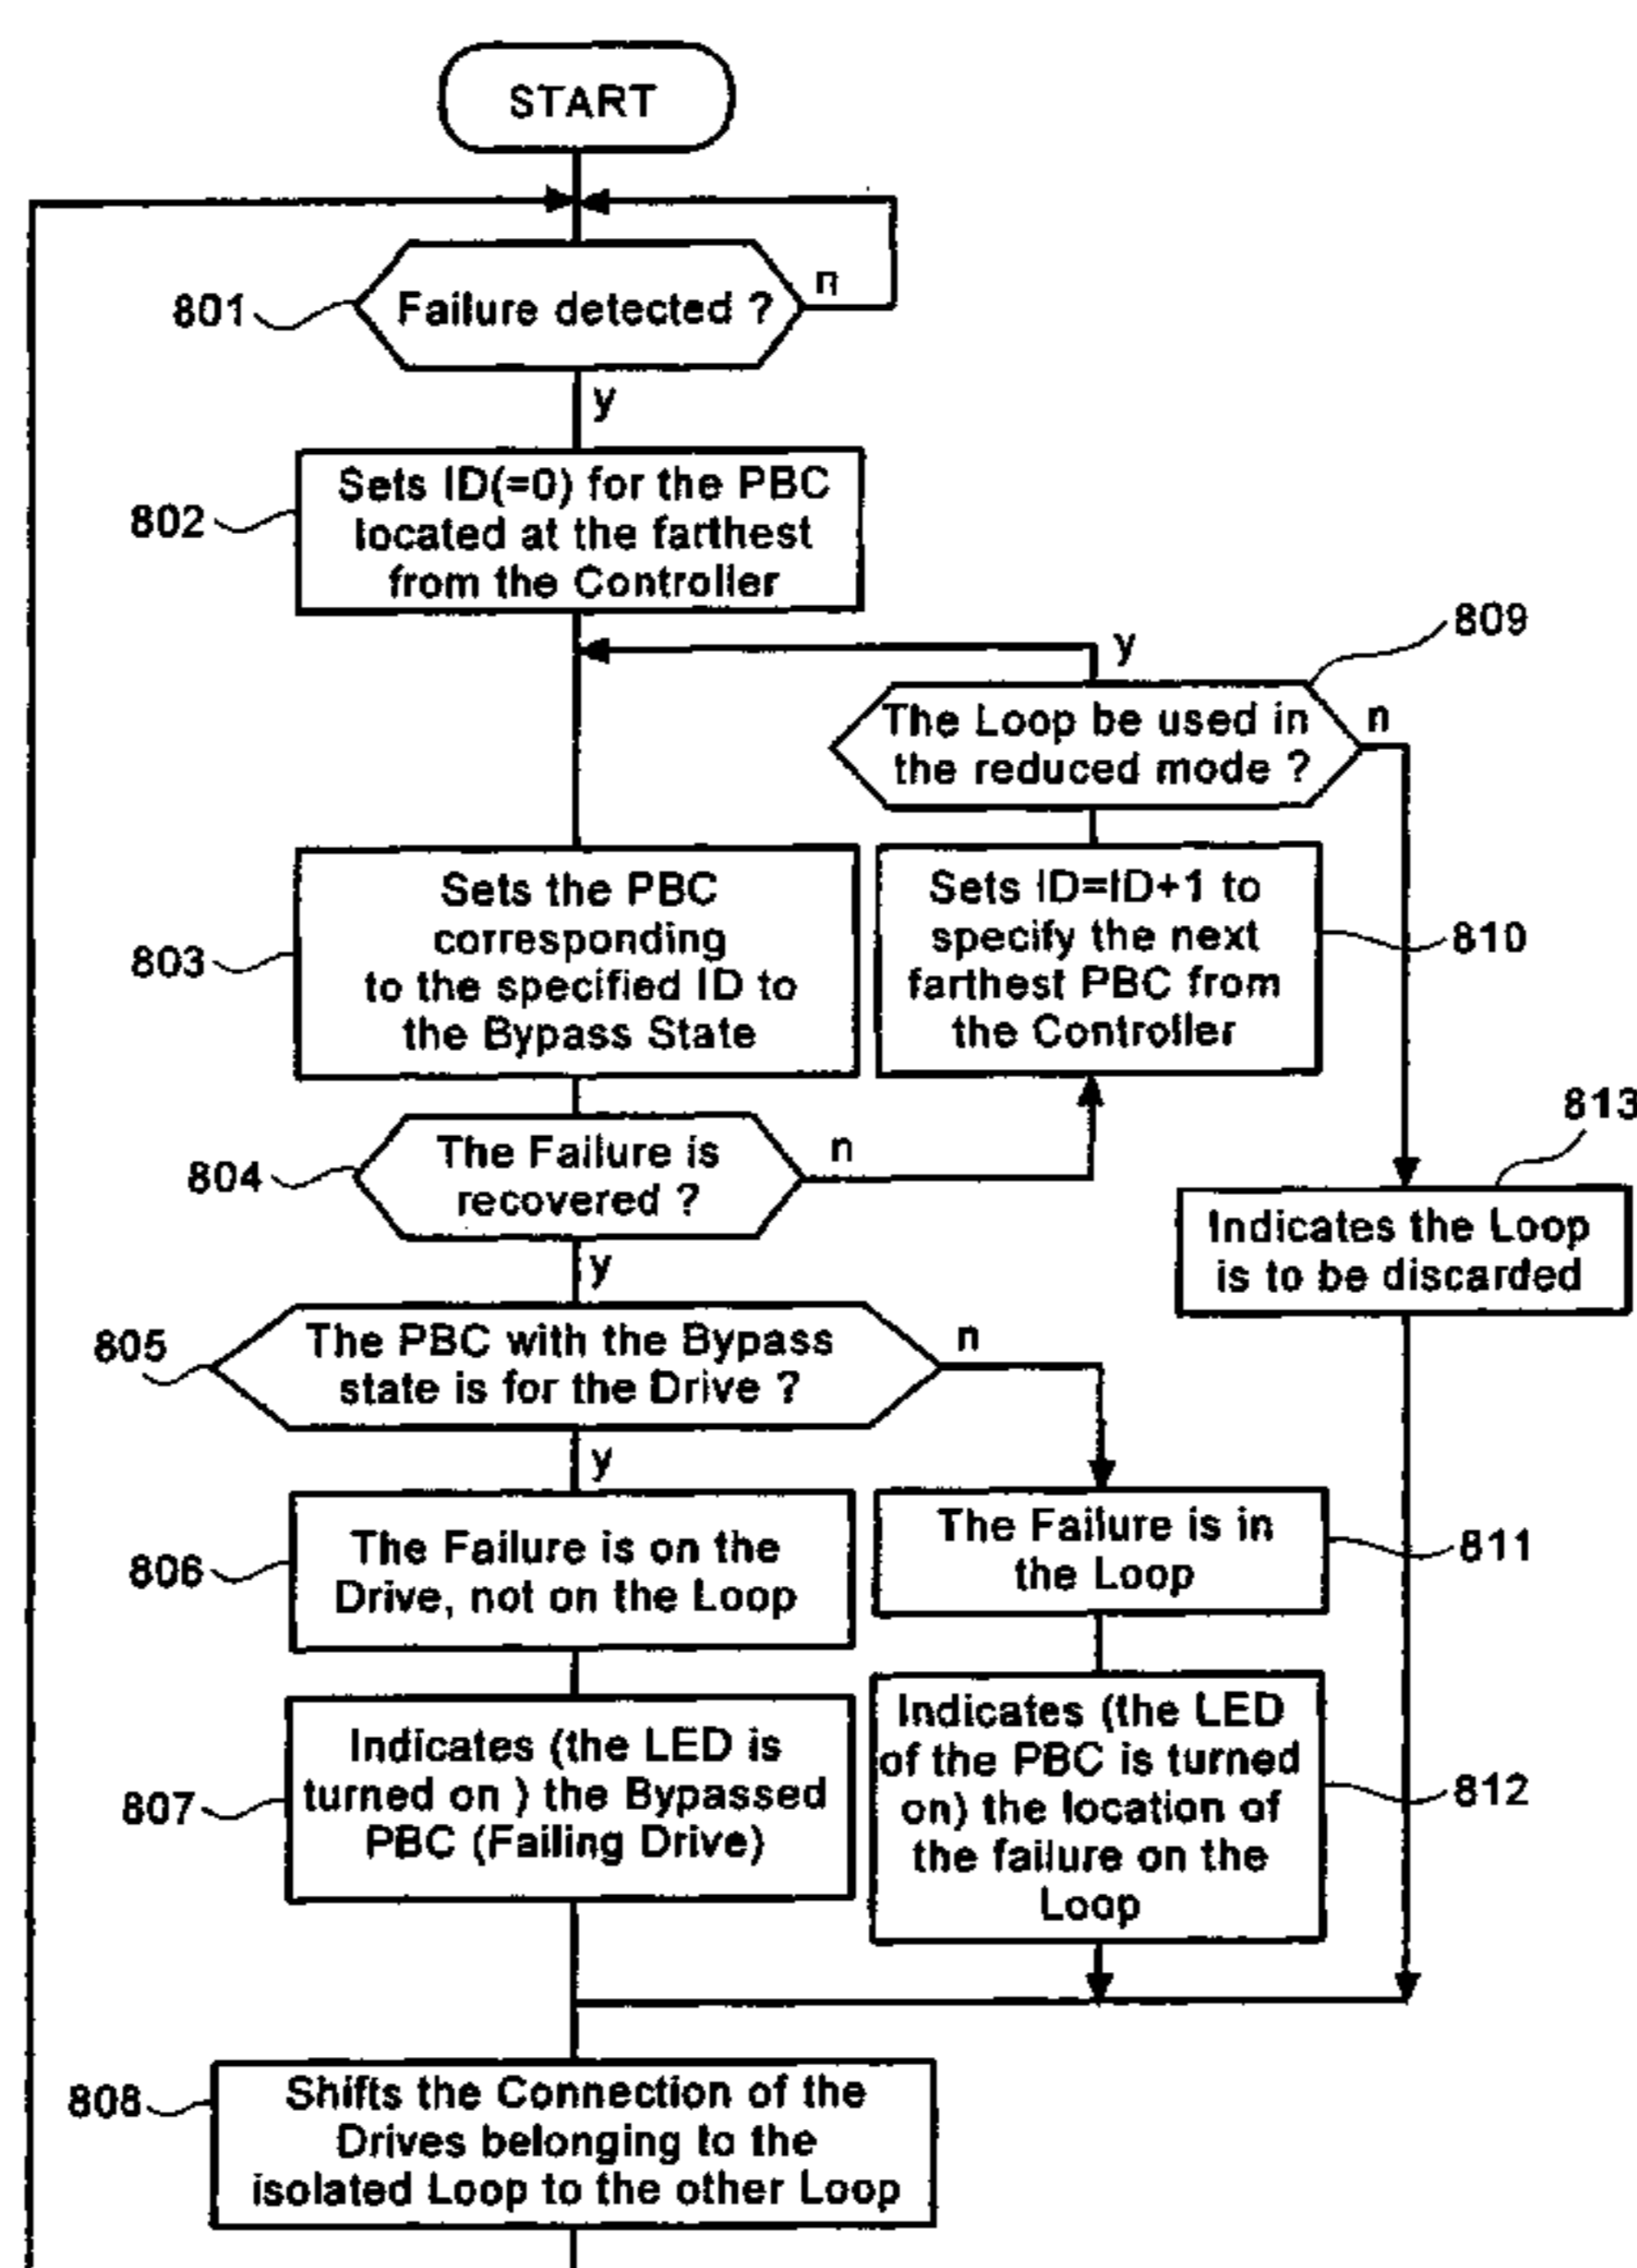 START
n
801
Failure detected ?
y
802
Sets ID(=0) for the PBC
located at the farthest
from the Controller
809
y
The Loop be used in
the reduced mode ?
n
803
Sets the PBC
corresponding
to the specified ID to
the Bypass State
Sets ID=ID+1 to
specify the next
farthest PBC from
the Controller
810
804
The Failure is
recovered ?
n
y
813
Indicates the Loop
is to be discarded
805
The PBC with the Bypass
state is for the Drive ?
n
y
806
The Failure is on the
Drive, not on the Loop
The Failure is in
the Loop
811
807
Indicates (the LED is
turned on ) the Bypassed
PBC (Failing Drive)
Indicates (the LED
of the PBC is turned
on) the location of
the failure on the
Loop
812
808
Shifts the Connection of the
Drives belonging to the
isolated Loop to the other Loop